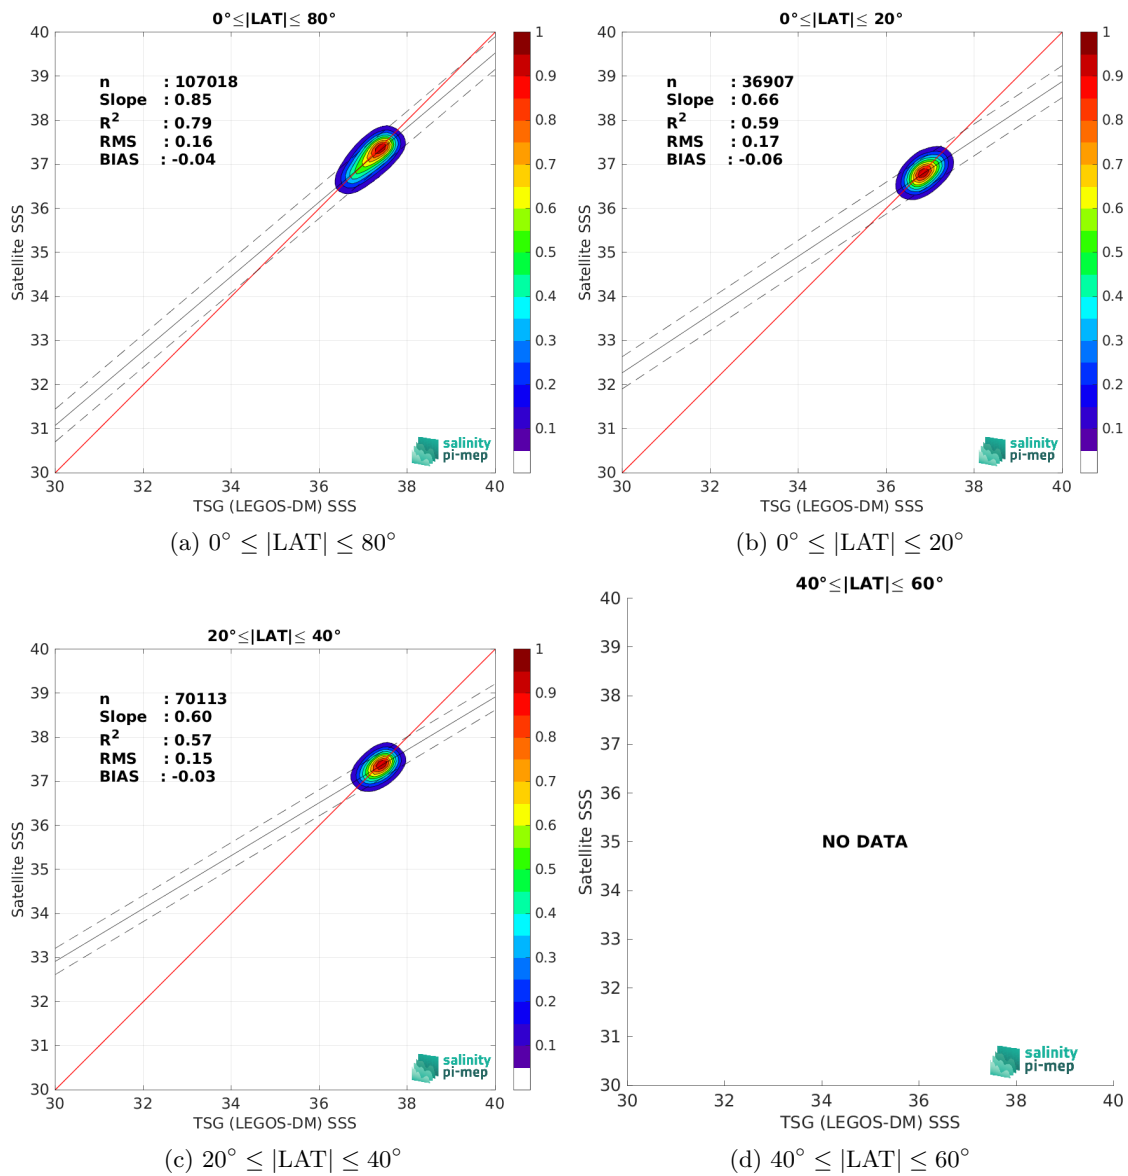 0°≤|LAT|≤ 80°
40
39
38
37
36
35
34
33
32
31
30
Satellite SSS
n : 107018
Slope : 0.85
R² : 0.79
RMS : 0.16
BIAS : -0.04
1
0.9
0.8
0.7
0.6
0.5
0.4
0.3
0.2
0.1
salinity
pi-mep
30 32 34 36 38 40
TSG (LEGOS-DM) SSS
(a) 0° ≤ |LAT| ≤ 80°
0°≤|LAT|≤ 20°
40
39
38
37
36
35
34
33
32
31
30
Satellite SSS
n : 36907
Slope : 0.66
R² : 0.59
RMS : 0.17
BIAS : -0.06
1
0.9
0.8
0.7
0.6
0.5
0.4
0.3
0.2
0.1
salinity
pi-mep
30 32 34 36 38 40
TSG (LEGOS-DM) SSS
(b) 0° ≤ |LAT| ≤ 20°
20°≤|LAT|≤ 40°
40
39
38
37
36
35
34
33
32
31
30
Satellite SSS
n : 70113
Slope : 0.60
R² : 0.57
RMS : 0.15
BIAS : -0.03
1
0.9
0.8
0.7
0.6
0.5
0.4
0.3
0.2
0.1
salinity
pi-mep
30 32 34 36 38 40
TSG (LEGOS-DM) SSS
(c) 20° ≤ |LAT| ≤ 40°
40°≤|LAT|≤ 60°
40
39
38
37
36
35
34
33
32
31
30
Satellite SSS
NO DATA
salinity
pi-mep
30 32 34 36 38 40
TSG (LEGOS-DM) SSS
(d) 40° ≤ |LAT| ≤ 60°